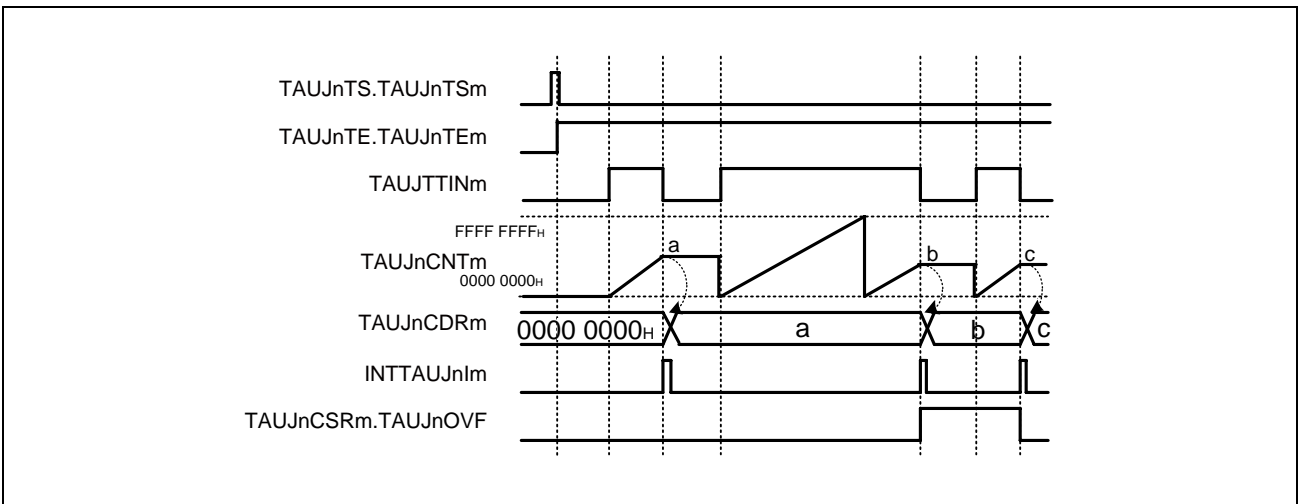 TAUJnTS.TAUJnTSm
TAUJnTE.TAUJnTEm
TAUJTTINm
FFFF FFFFH
a
b
c
TAUJnCNTm
0000 0000H
TAUJnCDRm
0000 0000H
a
b
c
INTTAUJnIm
TAUJnCSRm.TAUJnOVF